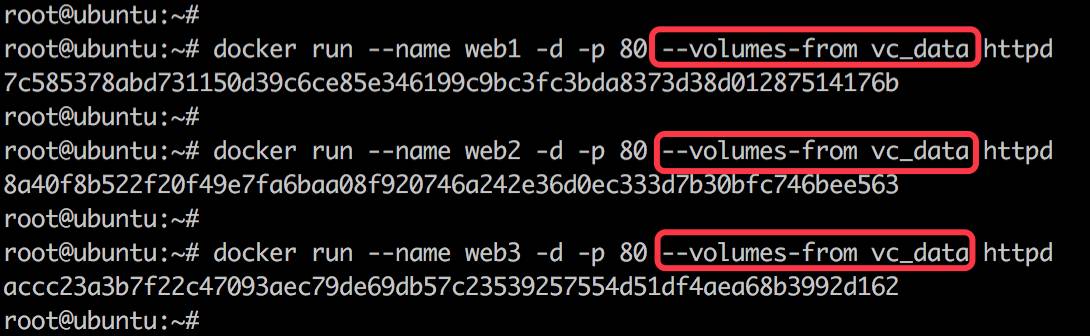 root@ubuntu:~#
root@ubuntu:~# docker run --name web1 -d -p 80 --volumes-from vc_data httpd
7c585378abd731150d39c6ce85e346199c9bc3fc3bda8373d38d01287514176b
root@ubuntu:~#
root@ubuntu:~# docker run --name web2 -d -p 80 --volumes-from vc_data httpd
8a40f8b522f20f49e7fa6baa08f920746a242e36d0ec333d7b30bfc746bee563
root@ubuntu:~#
root@ubuntu:~# docker run --name web3 -d -p 80 --volumes-from vc_data httpd
accc23a3b7f22c47093aec79de69db57c23539257554d51df4aea68b3992d162
root@ubuntu:~#